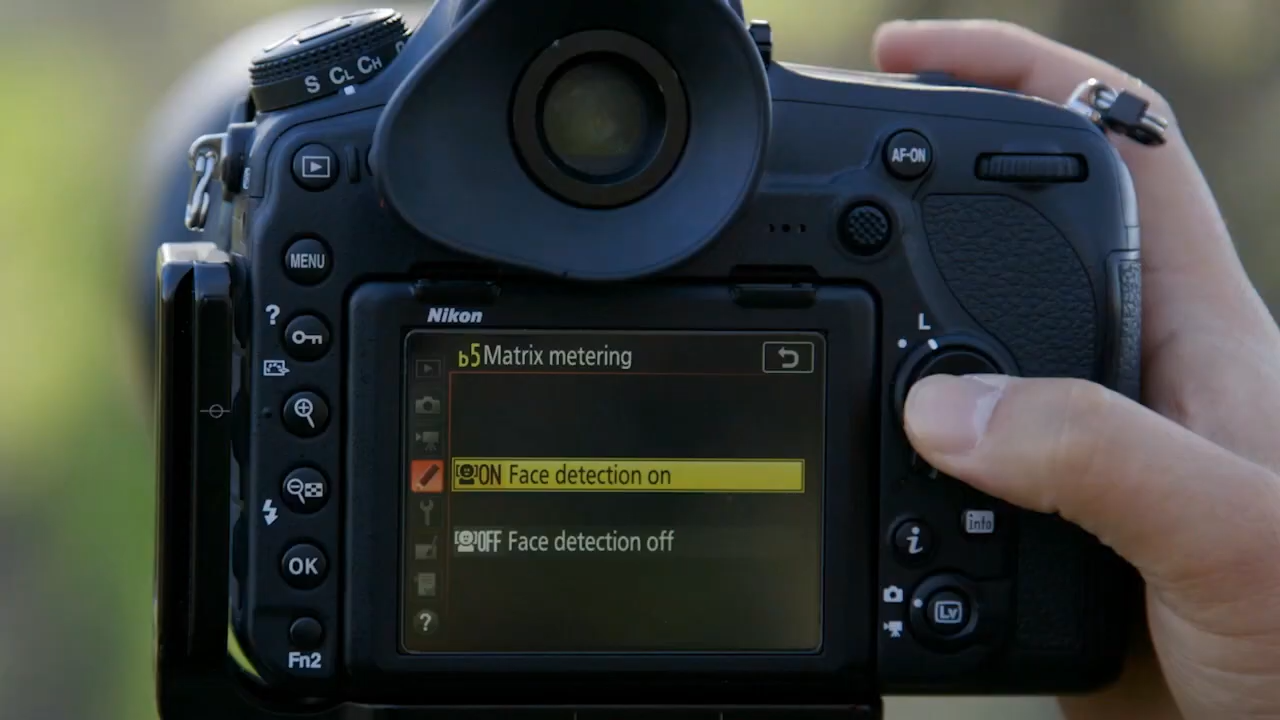 S CL CH
AF-ON
MENU
?
L
Nikon
b5 Matrix metering
ON Face detection on
OFF Face detection off
info
i
OK
Lv
Fn2
?